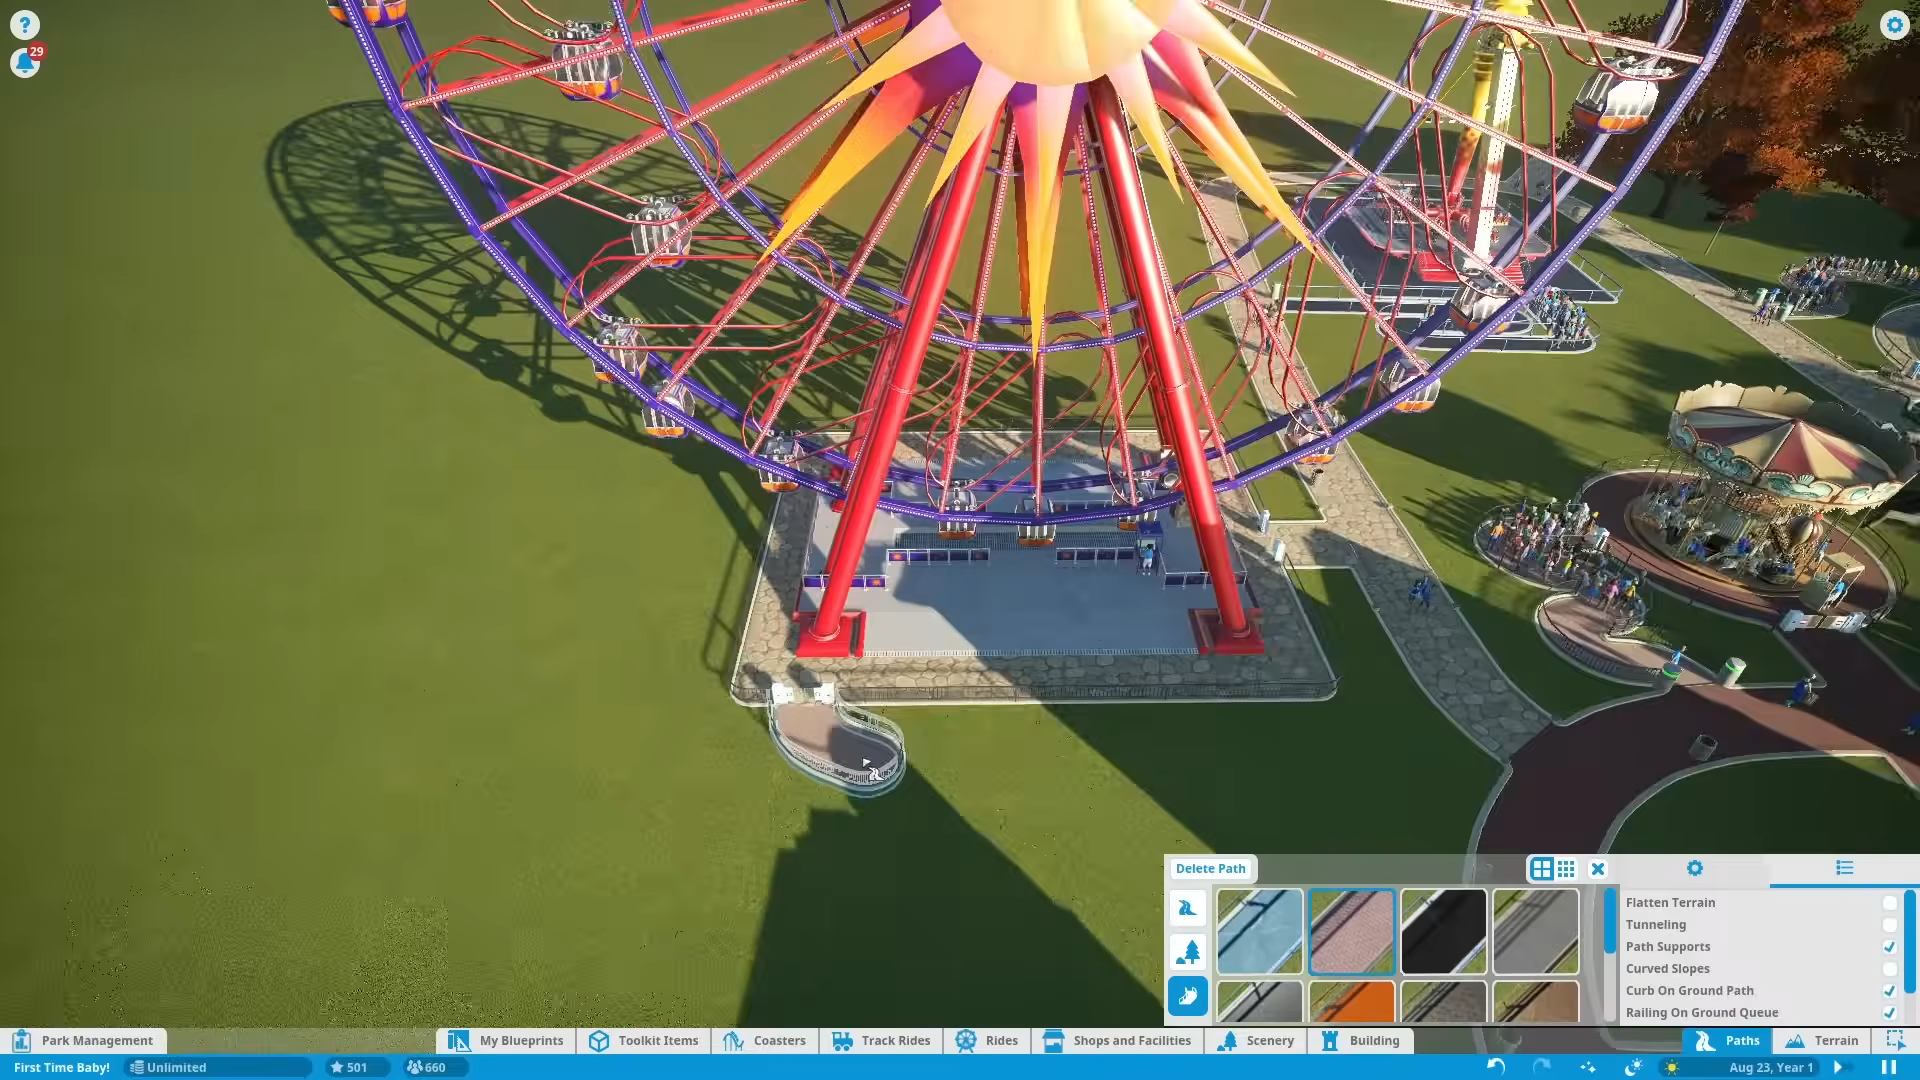 ?
29
Delete Path
Flatten Terrain
Tunneling
Path Supports
Curved Slopes
Curb On Ground Path
Railing On Ground Queue
Park Management
My Blueprints
Toolkit Items
Coasters
Track Rides
Rides
Shops and Facilities
Scenery
Building
Paths
Terrain
First Time Baby!
Unlimited
501
660
Aug 23, Year 1